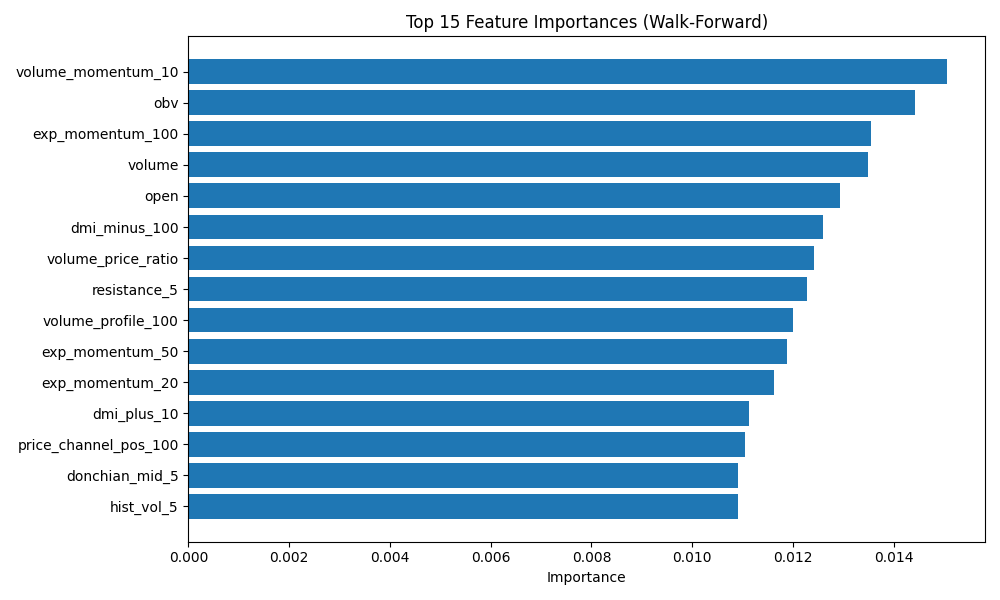 Top 15 Feature Importances (Walk-Forward)
volume_momentum_10
obv
exp_momentum_100
volume
open
dmi_minus_100
volume_price_ratio
resistance_5
volume_profile_100
exp_momentum_50
exp_momentum_20
dmi_plus_10
price_channel_pos_100
donchian_mid_5
hist_vol_5
0.000 0.002 0.004 0.006 0.008 0.010 0.012 0.014
Importance